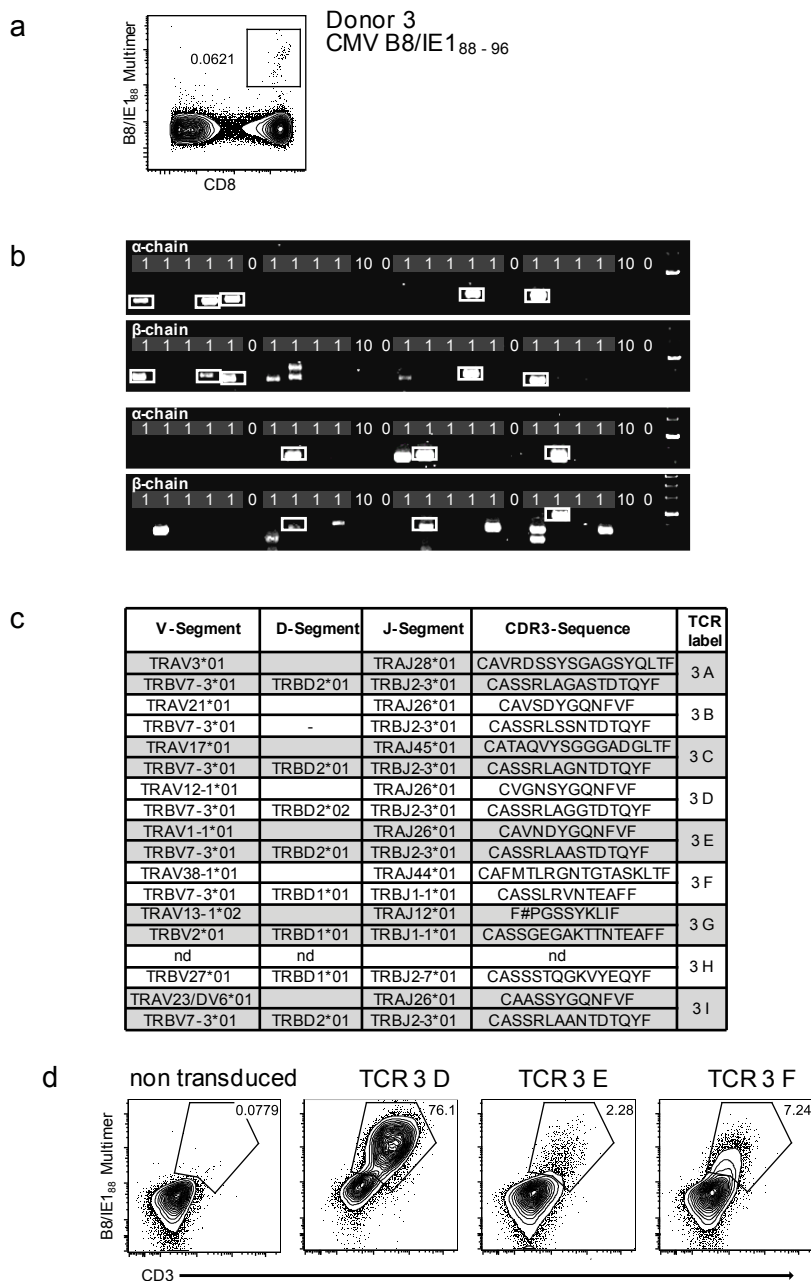 a
Donor 3
CMV B8/IE1₈₈ - ₉₆
0.0621
B8/IE1₈₈ Multimer
CD8
b
α-chain
1 1 1 1 1 0 1 1 1 1 10 0 1 1 1 1 1 0 1 1 1 1 10 0
β-chain
1 1 1 1 1 0 1 1 1 1 10 0 1 1 1 1 1 0 1 1 1 1 10 0
α-chain
1 1 1 1 1 0 1 1 1 1 10 0 1 1 1 1 1 0 1 1 1 1 10 0
β-chain
1 1 1 1 1 0 1 1 1 1 10 0 1 1 1 1 1 0 1 1 1 1 10 0
c
V-Segment D-Segment J-Segment CDR3-Sequence TCR label
TRAV3*01 TRAJ28*01 CAVRDSSYSGAGSYQLTF 3 A
TRBV7-3*01 TRBD2*01 TRBJ2-3*01 CASSRLAGASTDTQYF
TRAV21*01 TRAJ26*01 CAVSDYGQNFVF 3 B
TRBV7-3*01 - TRBJ2-3*01 CASSRLSSNTDTQYF
TRAV17*01 TRAJ45*01 CATAQVYSGGGADGLTF 3 C
TRBV7-3*01 TRBD2*01 TRBJ2-3*01 CASSRLAGNTDTQYF
TRAV12-1*01 TRAJ26*01 CVGNSYGQNFVF 3 D
TRBV7-3*01 TRBD2*02 TRBJ2-3*01 CASSRLAGGTDTQYF
TRAV1-1*01 TRAJ26*01 CAVNDYGQNFVF 3 E
TRBV7-3*01 TRBD2*01 TRBJ2-3*01 CASSRLAASTDTQYF
TRAV38-1*01 TRAJ44*01 CAFMTLRGNTGTASKLTF 3 F
TRBV7-3*01 TRBD1*01 TRBJ1-1*01 CASSLRVNTEAFF
TRAV13-1*02 TRAJ12*01 F#PGSSYKLIF 3 G
TRBV2*01 TRBD1*01 TRBJ1-1*01 CASSGEGAKTTNTEAFF
nd nd nd 3 H
TRBV27*01 TRBD1*01 TRBJ2-7*01 CASSSTQGKVYEQYF
TRAV23/DV6*01 TRAJ26*01 CAASSYGQNFVF 3 I
TRBV7-3*01 TRBD2*01 TRBJ2-3*01 CASSRLAANTDTQYF
d
non transduced TCR 3 D TCR 3 E TCR 3 F
0.0779 76.1 2.28 7.24
B8/IE1₈₈ Multimer
CD3